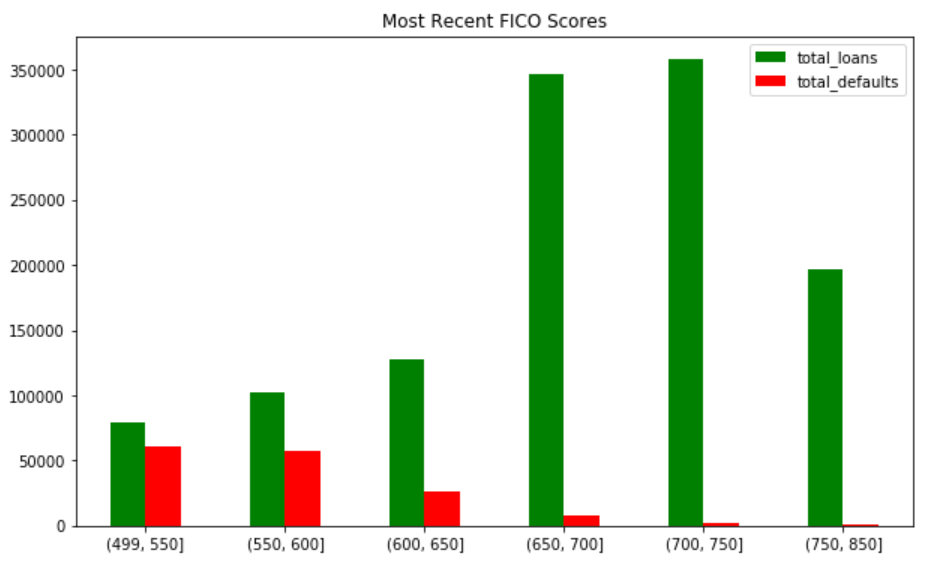 Most Recent FICO Scores
total_loans
total_defaults
350000
300000
250000
200000
150000
100000
50000
0
(499, 550] (550, 600] (600, 650] (650, 700] (700, 750] (750, 850]